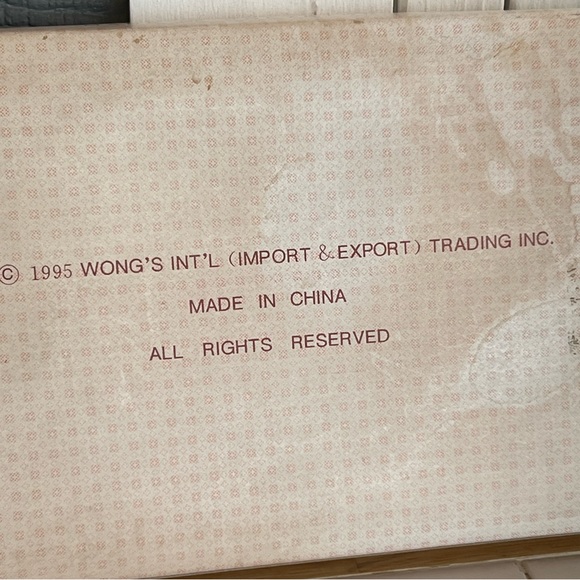 © 1995 WONG'S INT'L (IMPORT & EXPORT) TRADING INC.
MADE IN CHINA
ALL RIGHTS RESERVED